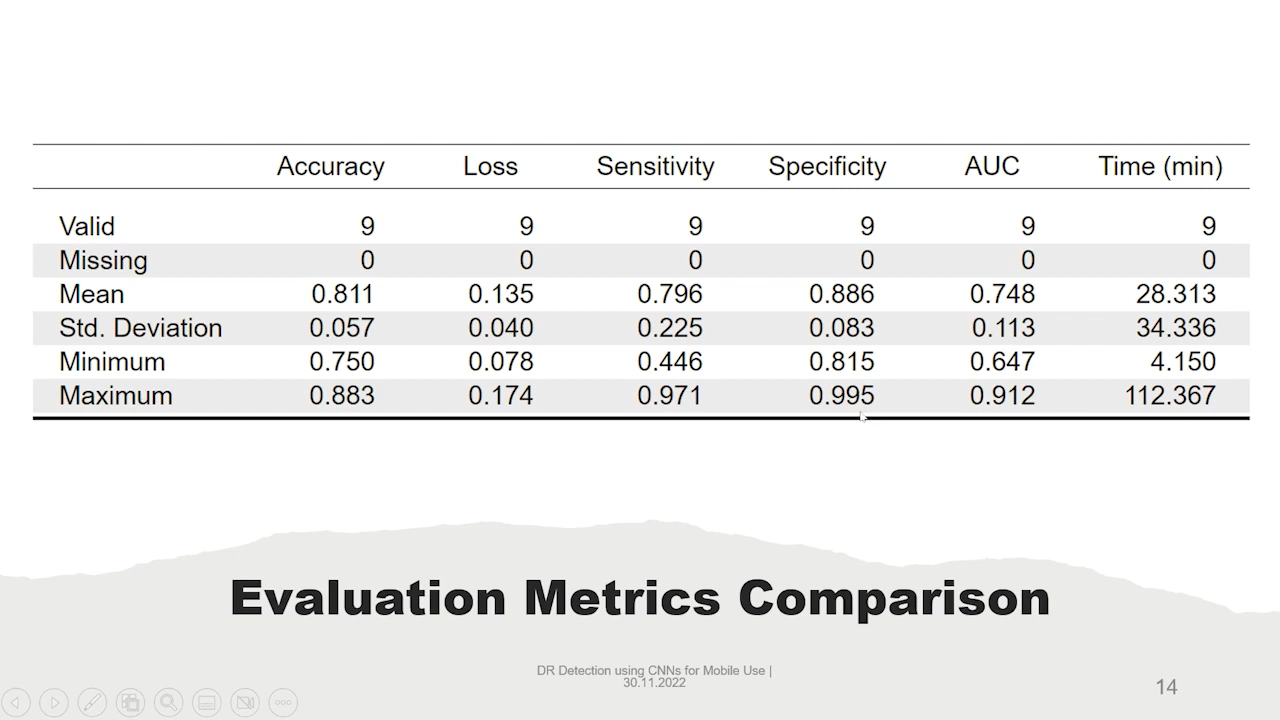 Accuracy Loss Sensitivity Specificity AUC Time (min)
Valid 9 9 9 9 9 9
Missing 0 0 0 0 0 0
Mean 0.811 0.135 0.796 0.886 0.748 28.313
Std. Deviation 0.057 0.040 0.225 0.083 0.113 34.336
Minimum 0.750 0.078 0.446 0.815 0.647 4.150
Maximum 0.883 0.174 0.971 0.995 0.912 112.367
Evaluation Metrics Comparison
DR Detection using CNNs for Mobile Use |
30.11.2022
14